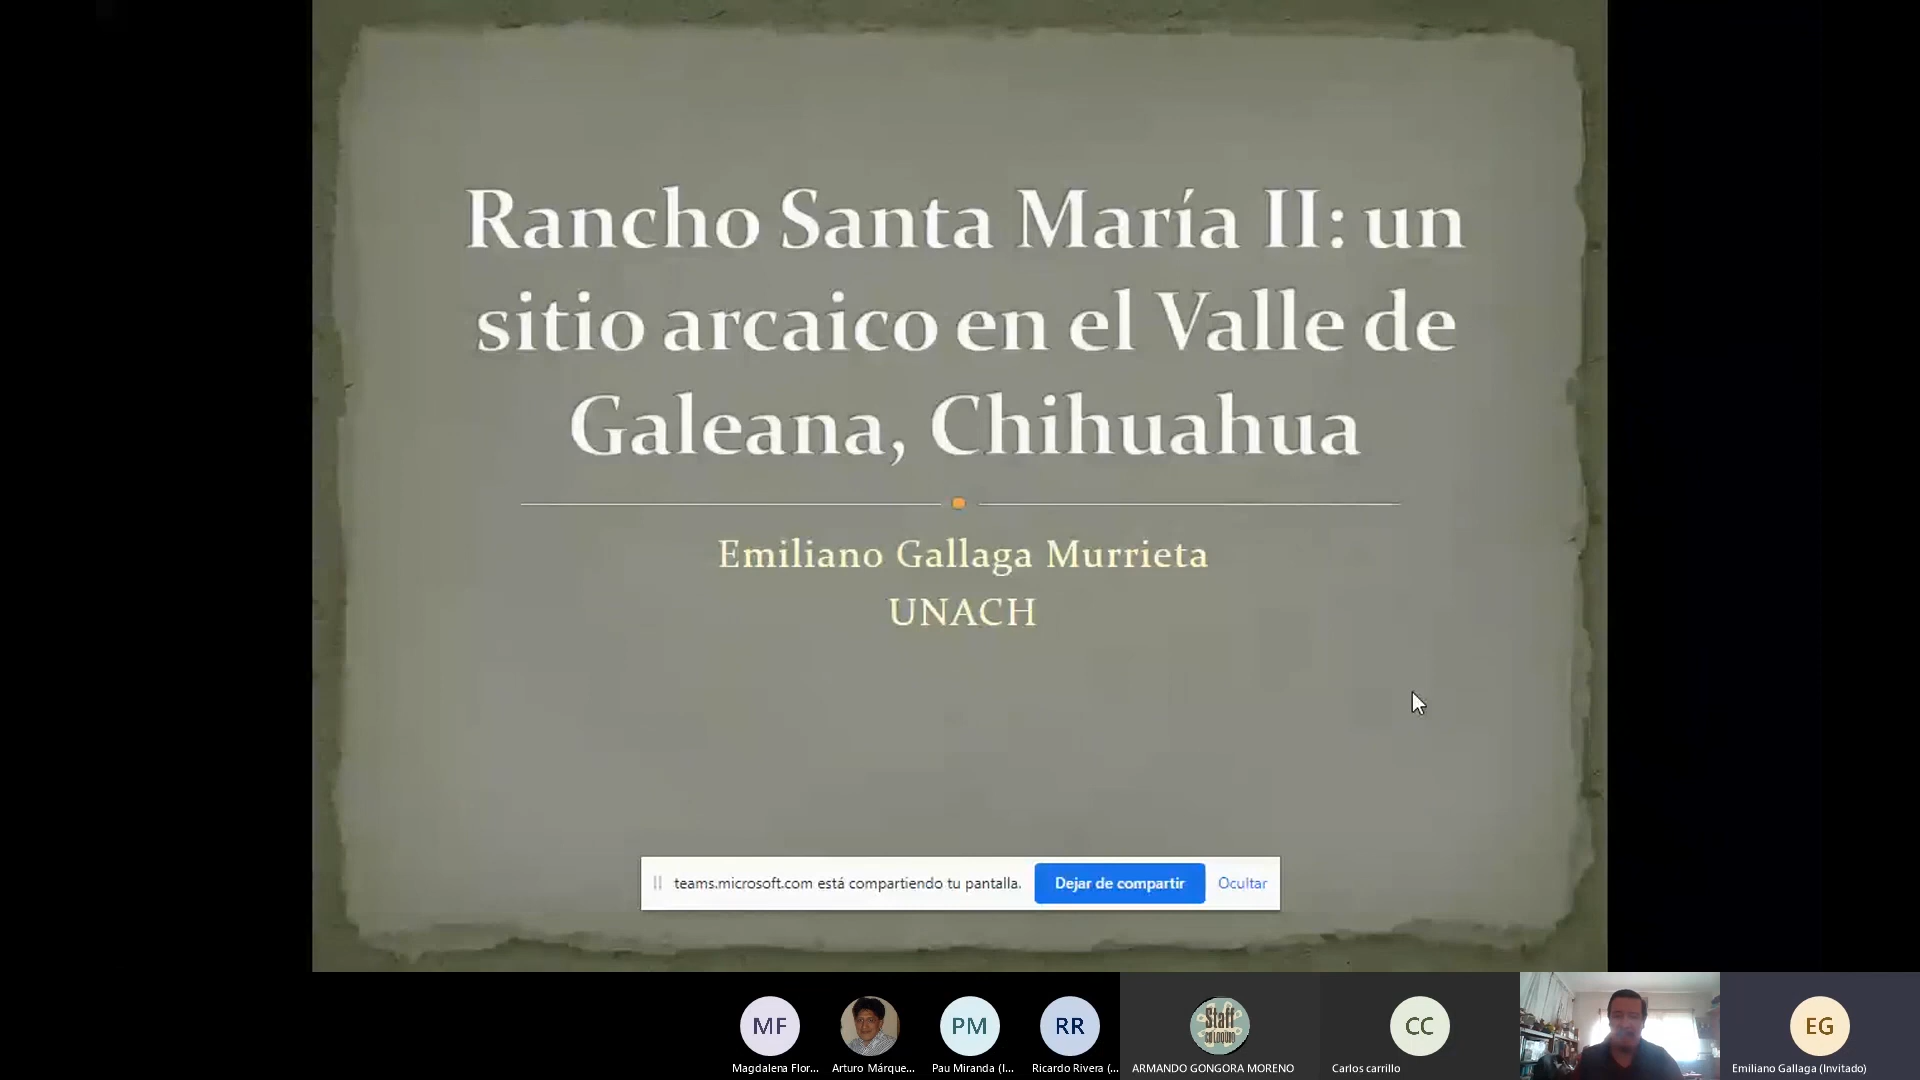 Rancho Santa María II: un
sitio arcaico en el Valle de
Galeana, Chihuahua
Emiliano Gallaga Murrieta
UNACH
teams.microsoft.com está compartiendo tu pantalla.
Dejar de compartir
Ocultar
MF
PM
RR
Staff
COLOQUIO
CC
EG
Magdalena Flor...
Arturo Márque...
Pau Miranda (I...
Ricardo Rivera (...
ARMANDO GONGORA MORENO
Carlos carrillo
Emiliano Gallaga (Invitado)